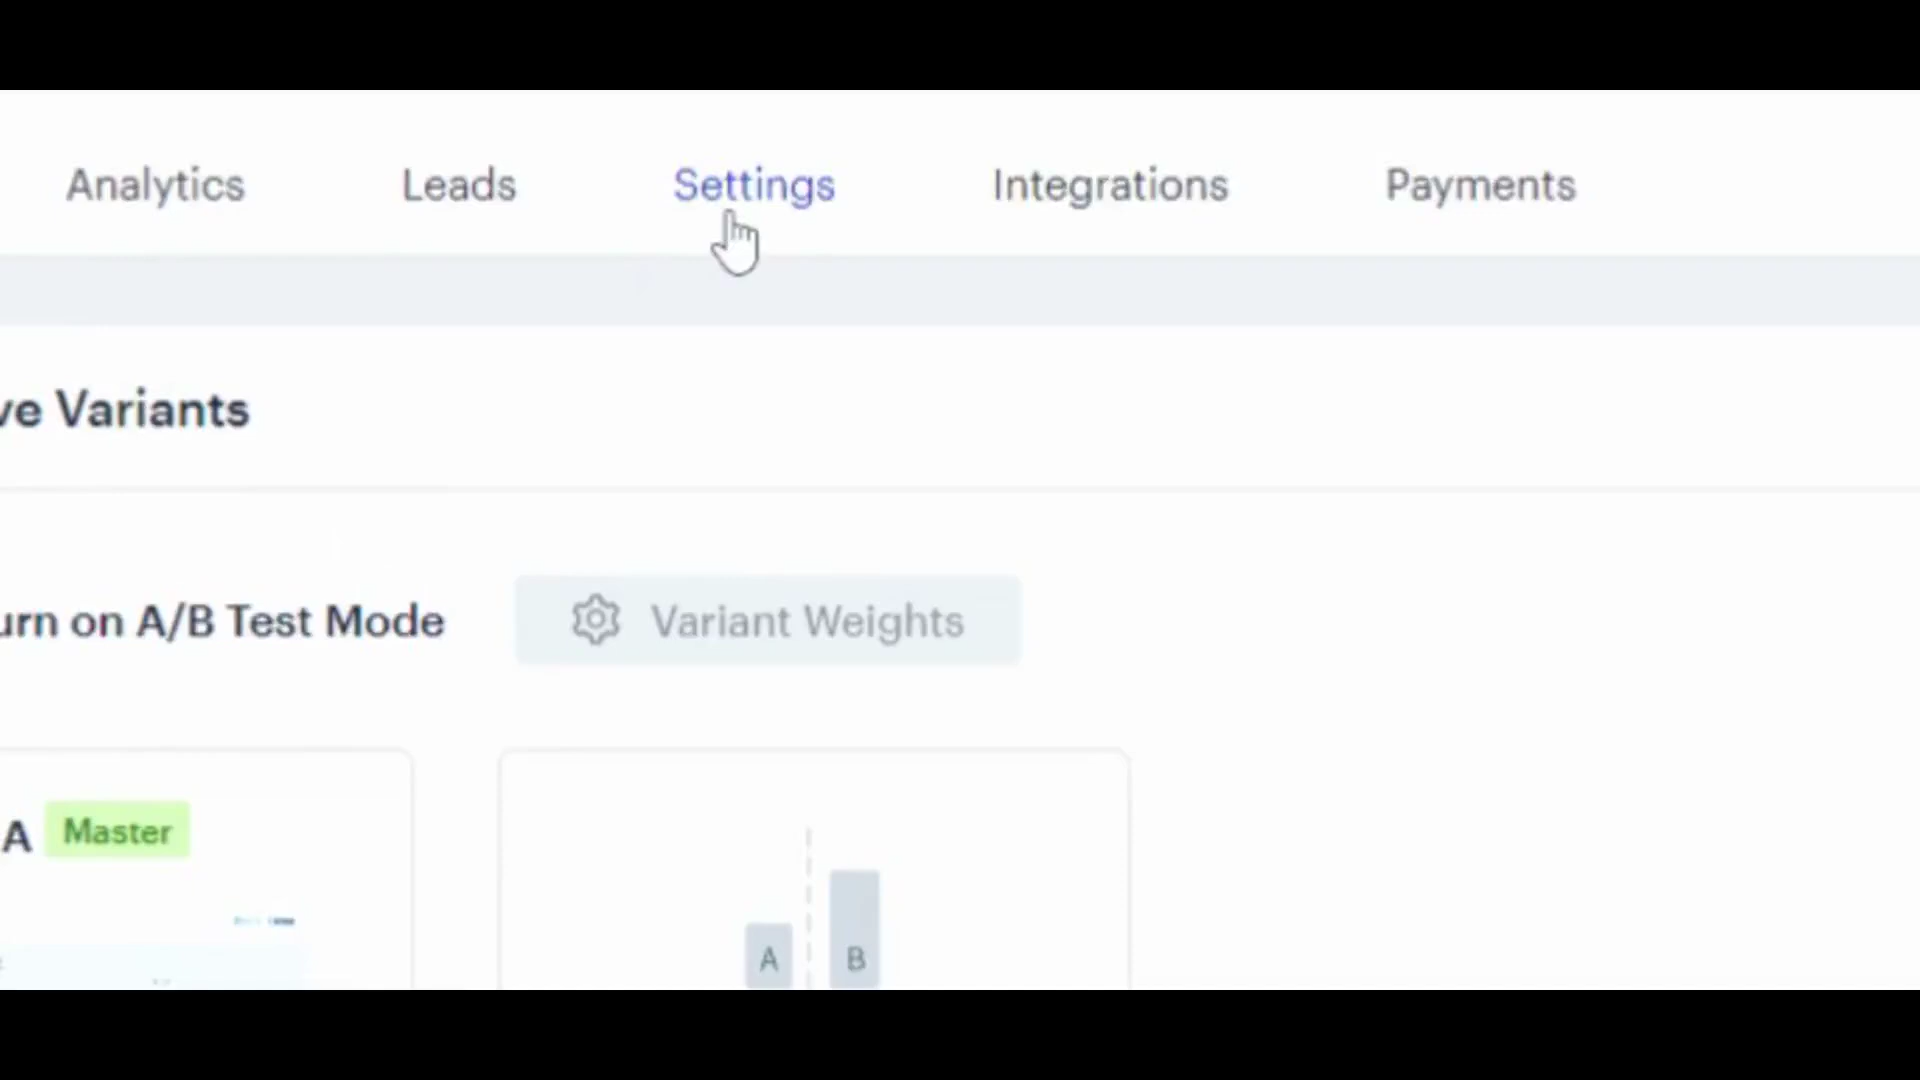 Analytics Leads Settings Integrations Payments
ve Variants
urn on A/B Test Mode Variant Weights
A Master
A B